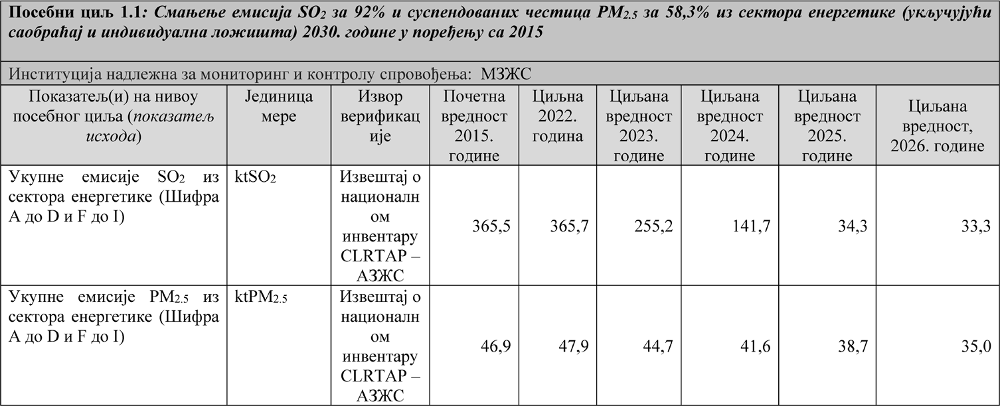 Посебни циљ 1.1: Смањење емисија SO2 за 92% и суспендованих честица PM2.5 за 58,3% из сектора енергетике (укључујући
саобраћај и индивидуална ложишта) 2030. године у поређењу са 2015
Институција надлежна за мониторинг и контролу спровођења: МЗЖС
Показатељ(и) на нивоу
посебног циља (показатељ
исхода)
Јединица
мере
Извор
верификац
ије
Почетна
вредност
2015.
године
Циљна
2022.
година
Циљана
вредност
2023.
године
Циљана
вредност
2024.
године
Циљана
вредност
2025.
године
Циљана
вредност,
2026. године
Укупне емисије SO2 из
сектора енергетике (Шифра
А до D и F до I)
ktSO2
Извештај о
националн
ом
инвентару
CLRTAP –
АЗЖС
365,5
365,7
255,2
141,7
34,3
33,3
Укупне емисије PM2.5 из
сектора енергетике (Шифра
А до D и F до I)
ktPM2.5
Извештај о
националн
ом
инвентару
CLRTAP –
АЗЖС
46,9
47,9
44,7
41,6
38,7
35,0